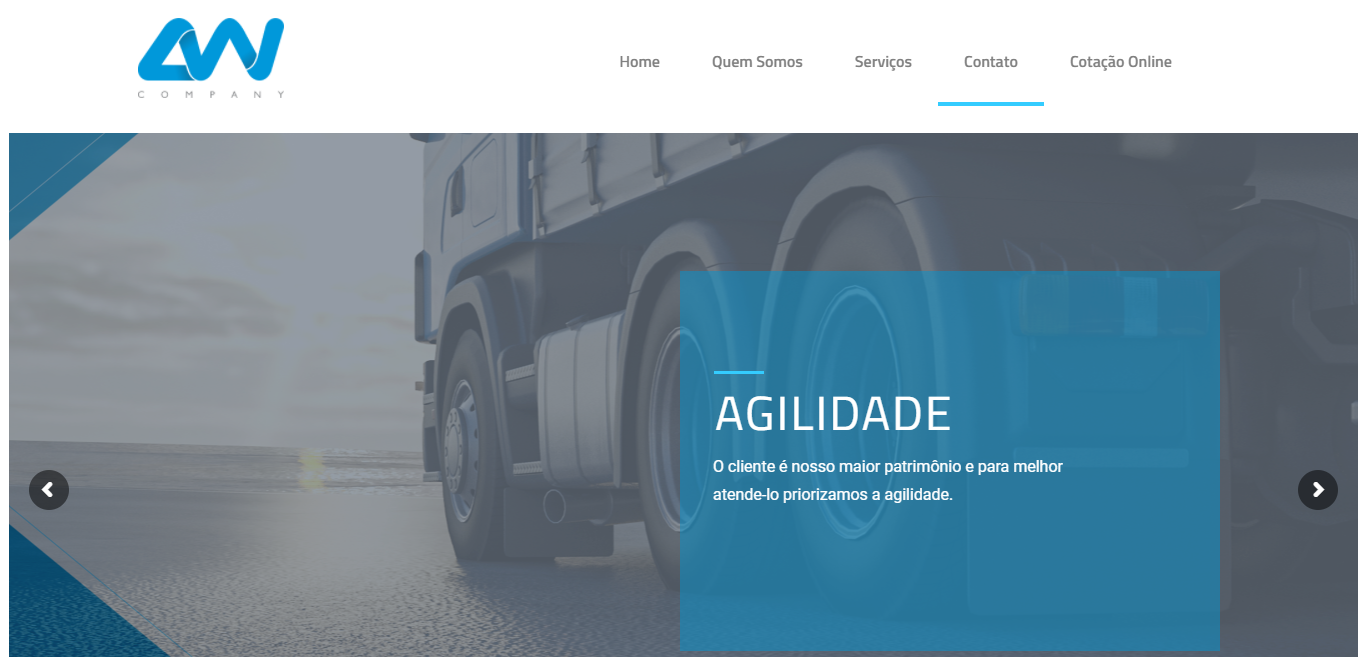 AW
COMPANY
Home
Quem Somos
Serviços
Contato
Cotação Online
AGILIDADE
O cliente é nosso maior patrimônio e para melhor
atende-lo priorizamos a agilidade.